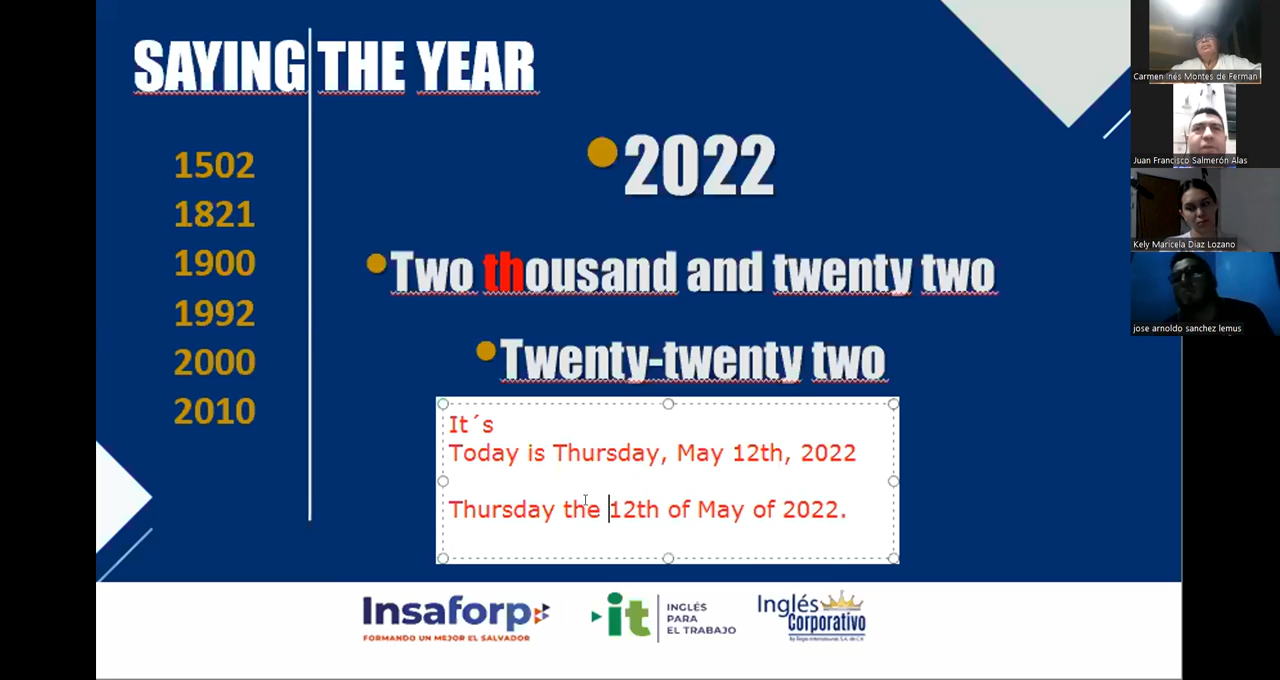 SAYING THE YEAR
1502
1821
1900
1992
2000
2010
2022
Two thousand and twenty two
Twenty-twenty two
It´s
Today is Thursday, May 12th, 2022
Thursday the 12th of May of 2022.
Insaforp
FORMANDO UN MEJOR EL SALVADOR
it
INGLÉS
PARA
EL TRABAJO
Inglés
Corporativo
Carmen Inés Montes de Ferman
Juan Francisco Salmerón Alas
Kely Maricela Diaz Lozano
jose arnoldo sanchez lemus